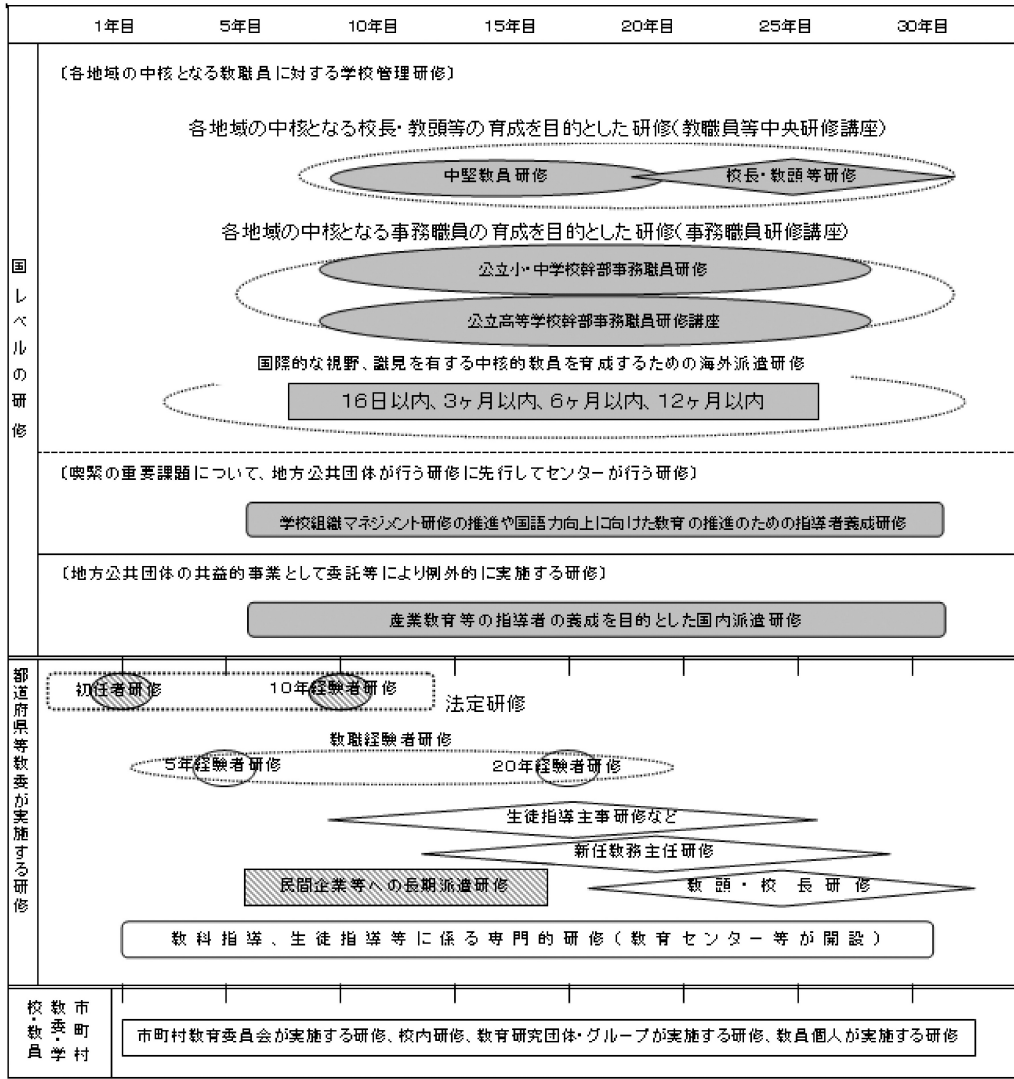 1年目 5年目 10年目 15年目 20年目 25年目 30年目
国レベルの研修
〔各地域の中核となる教職員に対する学校管理研修〕
各地域の中核となる校長・教頭等の育成を目的とした研修(教職員等中央研修講座)
中堅教員研修 校長・教頭等研修
各地域の中核となる事務職員の育成を目的とした研修(事務職員研修講座)
公立小・中学校幹部事務職員研修
公立高等学校幹部事務職員研修講座
国際的な視野、識見を有する中核的教員を育成するための海外派遣研修
16日以内、3ヶ月以内、6ヶ月以内、12ヶ月以内
〔喫緊の重要課題について、地方公共団体が行う研修に先行してセンターが行う研修〕
学校組織マネジメント研修の推進や国語力向上に向けた教育の推進のための指導者養成研修
〔地方公共団体の共益的事業として委託等により例外的に実施する研修〕
産業教育等の指導者の養成を目的とした国内派遣研修
都道府県等教委が実施する研修
初任者研修 10年経験者研修 法定研修
教職経験者研修
5年経験者研修 20年経験者研修
生徒指導主事研修など
新任教務主任研修
民間企業等への長期派遣研修 教頭・校長研修
教科指導、生徒指導等に係る専門的研修(教育センター等が開設)
市町村
教委・学
校・教員
市町村教育委員会が実施する研修、校内研修、教育研究団体・グループが実施する研修、教員個人が実施する研修